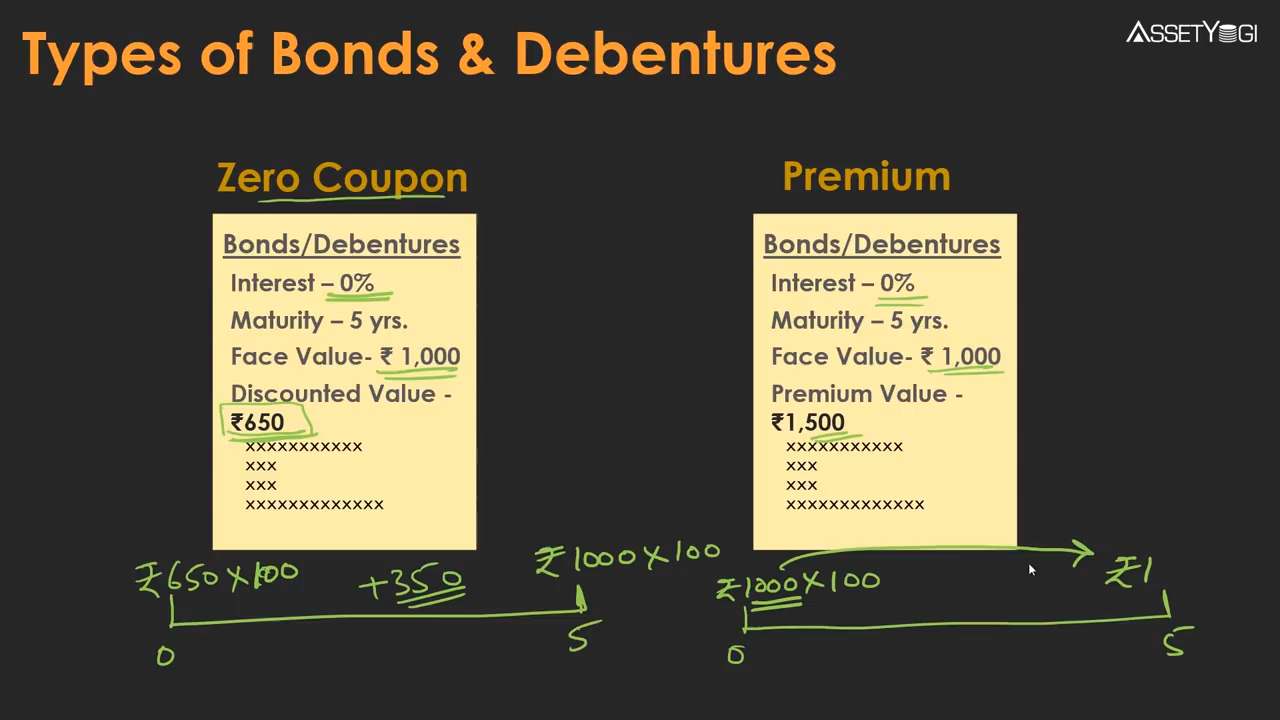 Types of Bonds & Debentures
ASSETYOGI
Zero Coupon
Bonds/Debentures
Interest – 0%
Maturity – 5 yrs.
Face Value- ₹ 1,000
Discounted Value -
₹650
xxxxxxxxxxx
xxx
xxx
xxxxxxxxxxxxx
₹650×100
+350
₹1000×100
0
5
Premium
Bonds/Debentures
Interest – 0%
Maturity – 5 yrs.
Face Value- ₹ 1,000
Premium Value -
₹1,500
xxxxxxxxxxx
xxx
xxx
xxxxxxxxxxxxx
₹1000×100
₹1
0
5